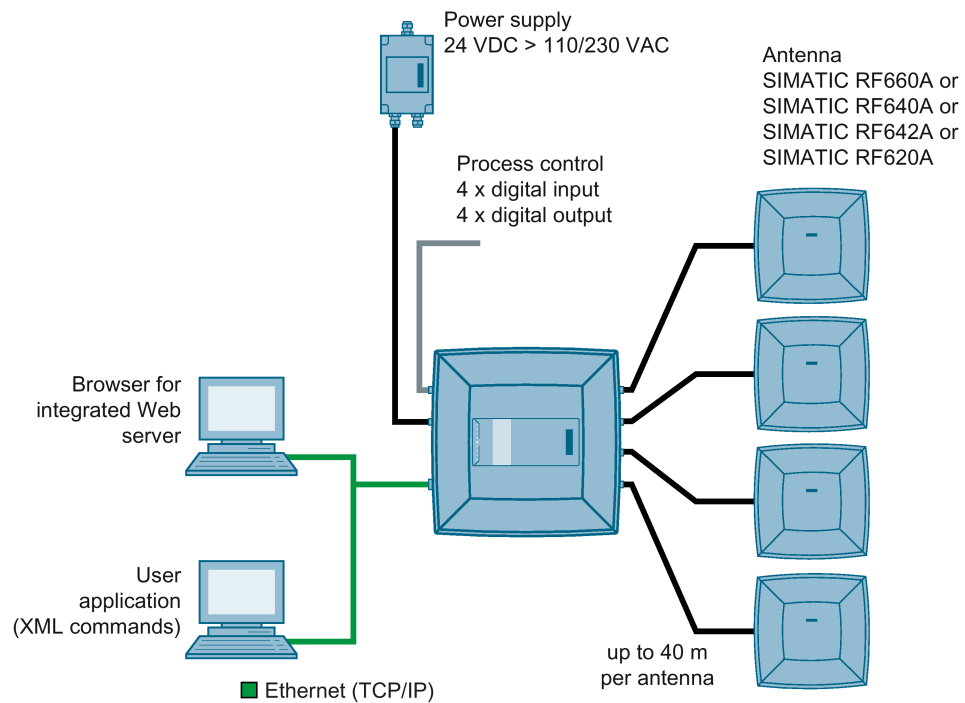 Power supply
24 VDC > 110/230 VAC
Antenna
SIMATIC RF660A or
SIMATIC RF640A or
SIMATIC RF642A or
SIMATIC RF620A
Process control
4 x digital input
4 x digital output
Browser for
integrated Web
server
User
application
(XML commands)
up to 40 m
per antenna
Ethernet (TCP/IP)